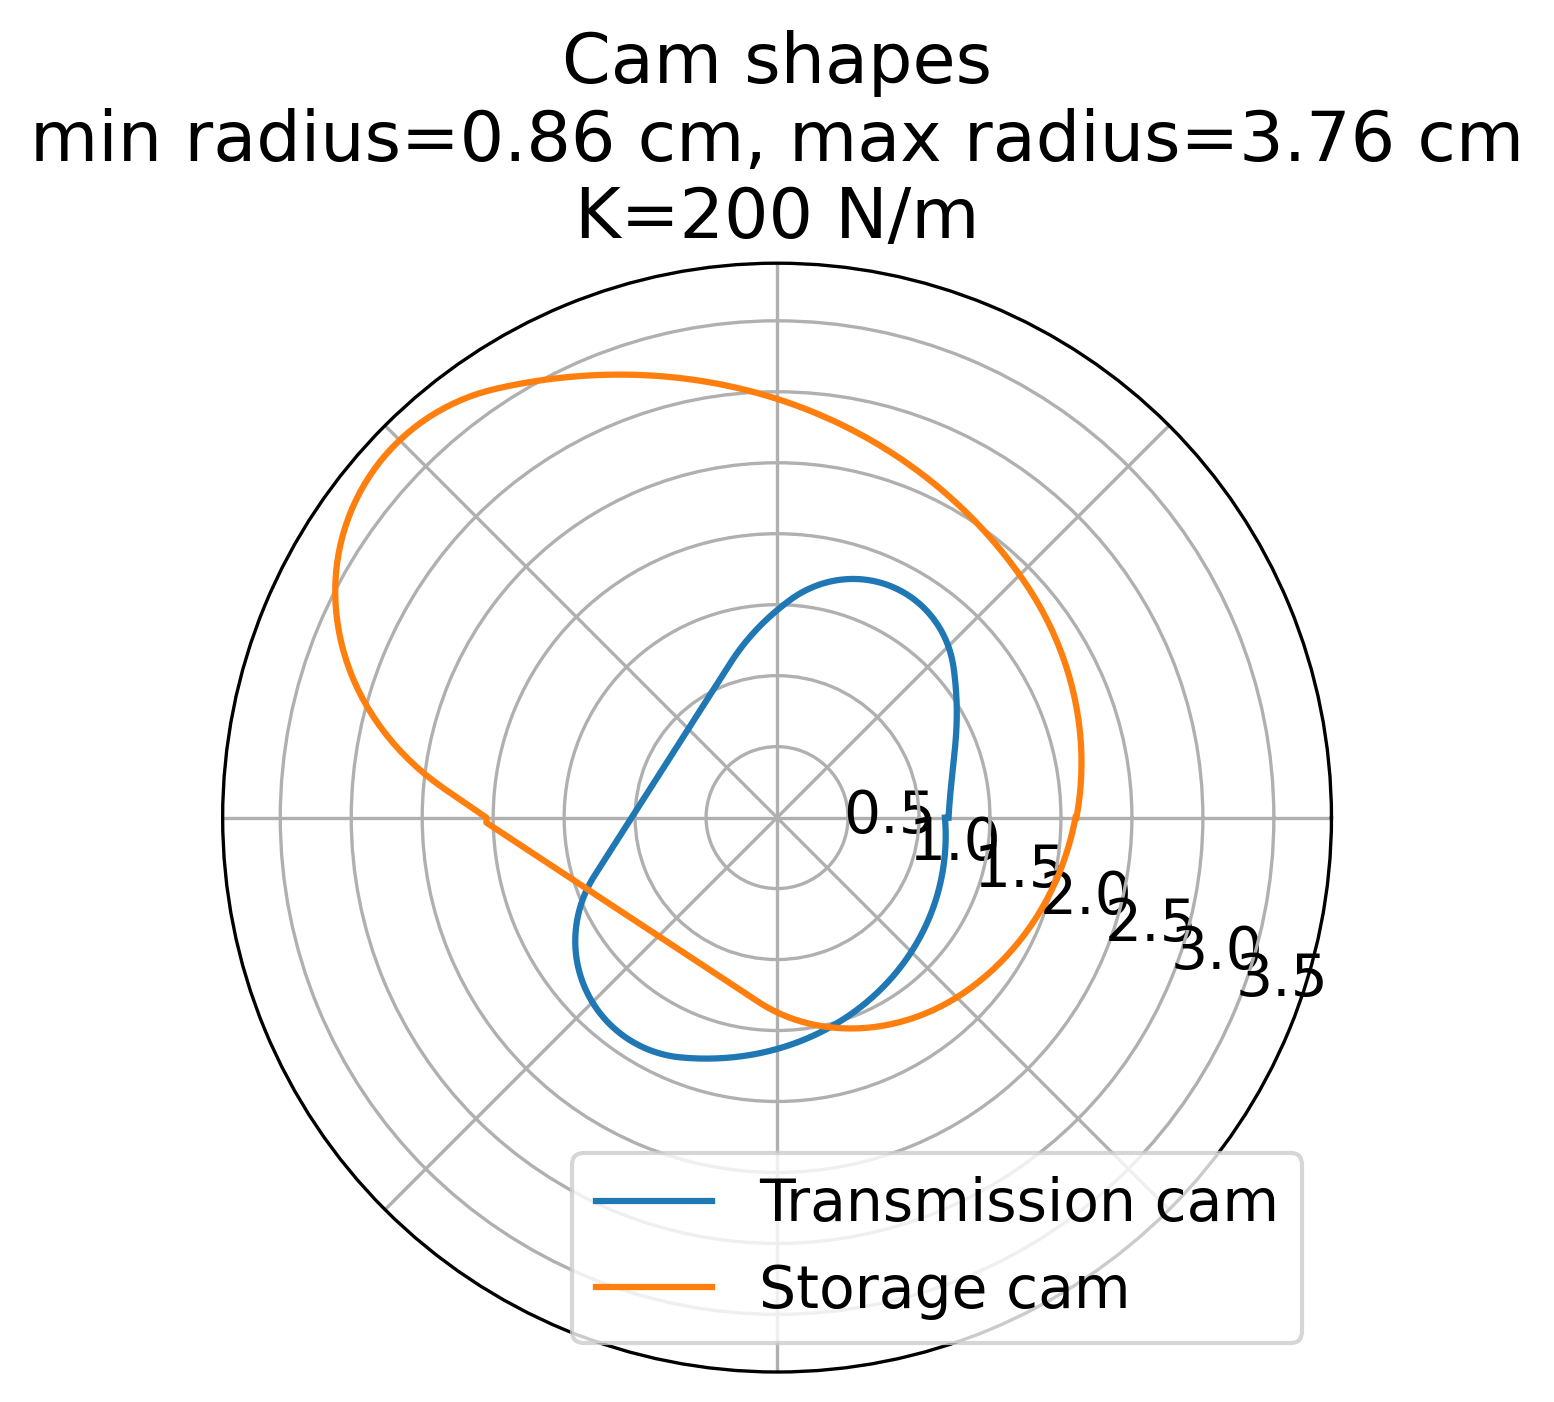 Cam shapes
min radius=0.86 cm, max radius=3.76 cm
K=200 N/m
0.5
1.0
1.5
2.0
2.5
3.0
3.5
Transmission cam
Storage cam